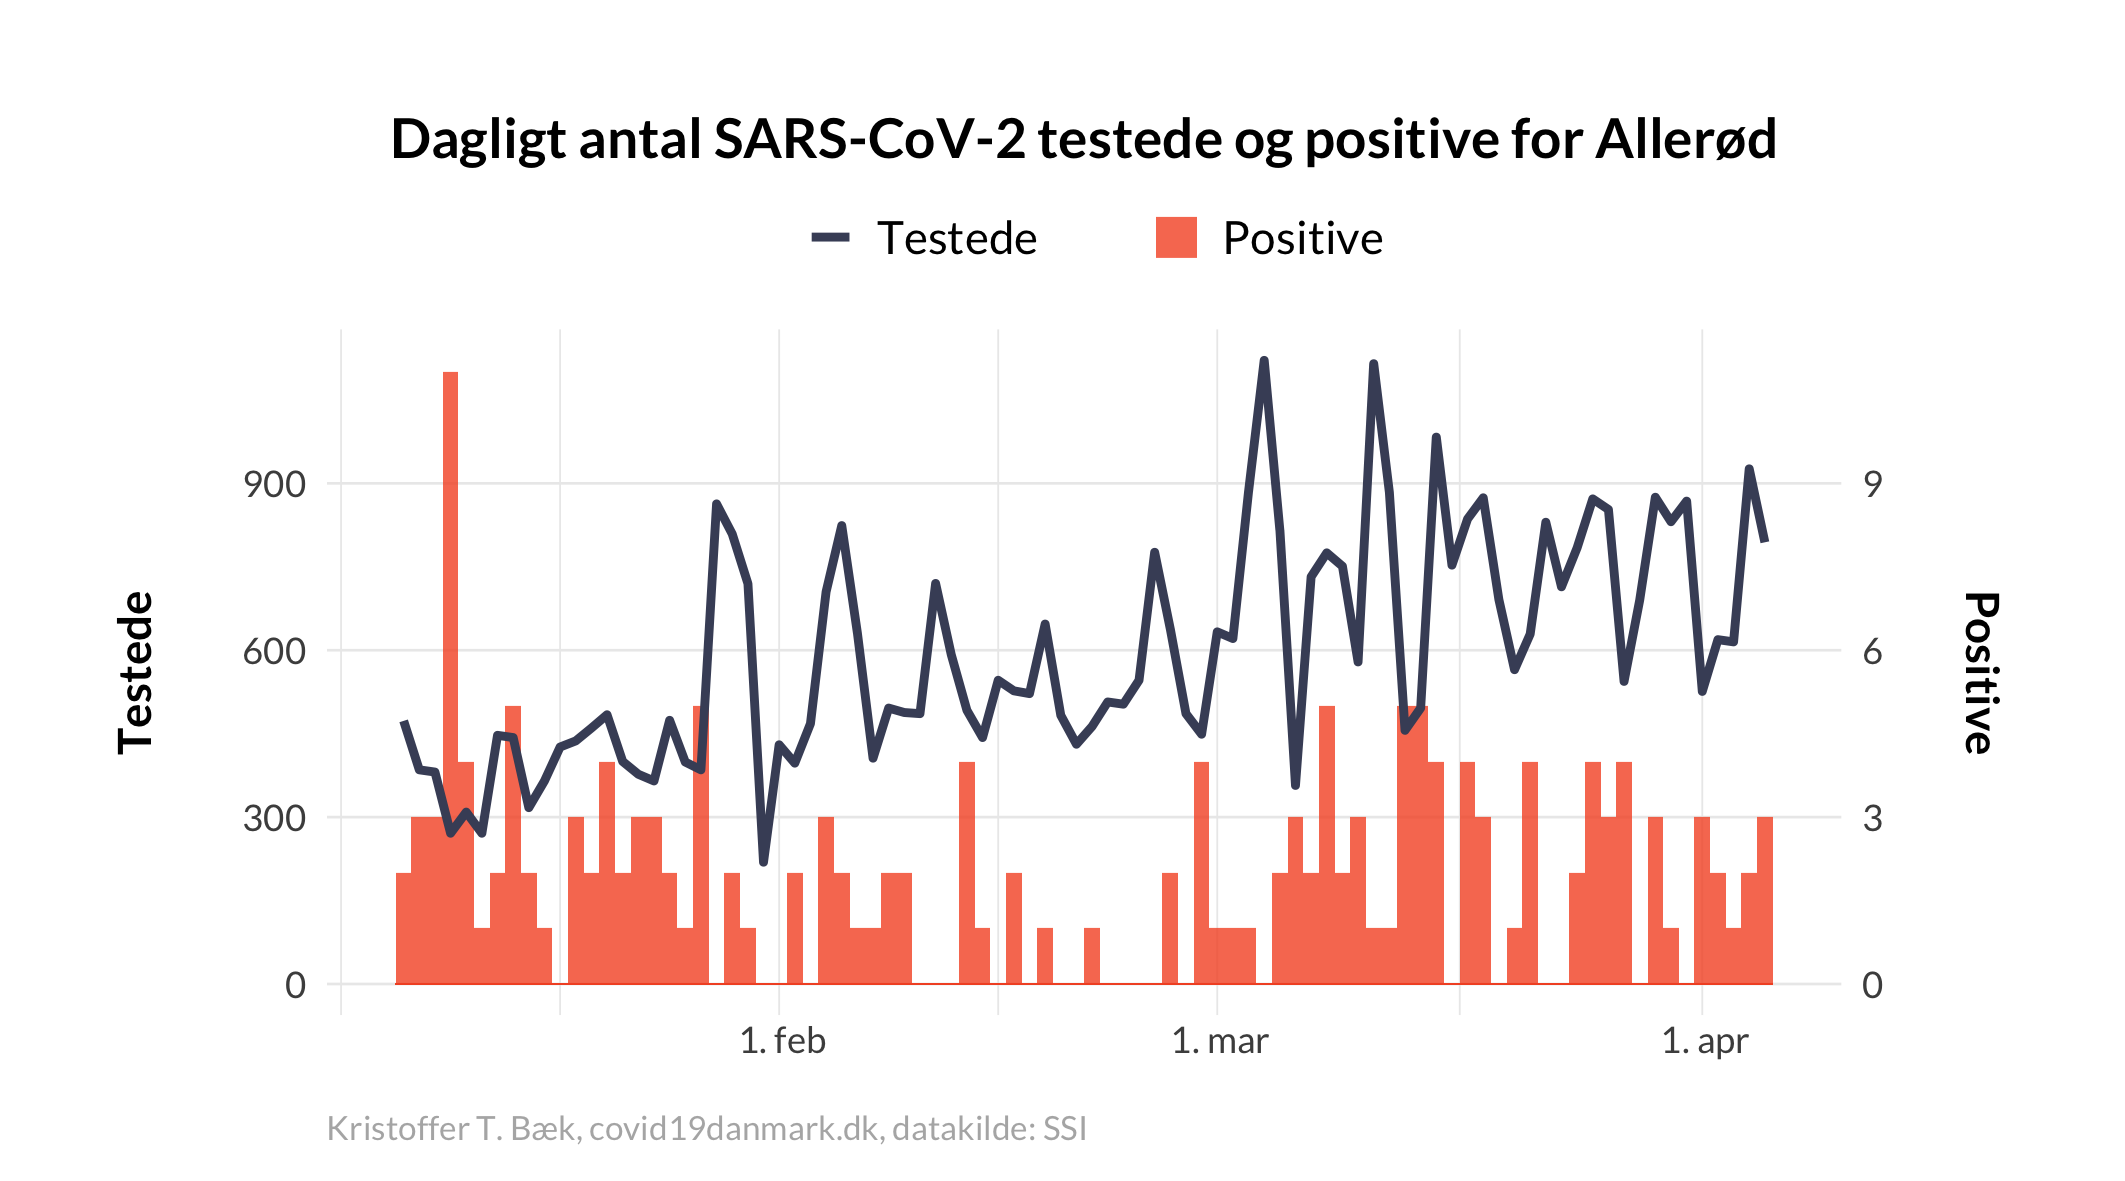 Dagligt antal SARS-CoV-2 testede og positive for Allerød
Testede
Positive
Testede
900
600
300
0
9
6
3
0
Positive
1. feb
1. mar
1. apr
Kristoffer T. Bæk, covid19danmark.dk, datakilde: SSI